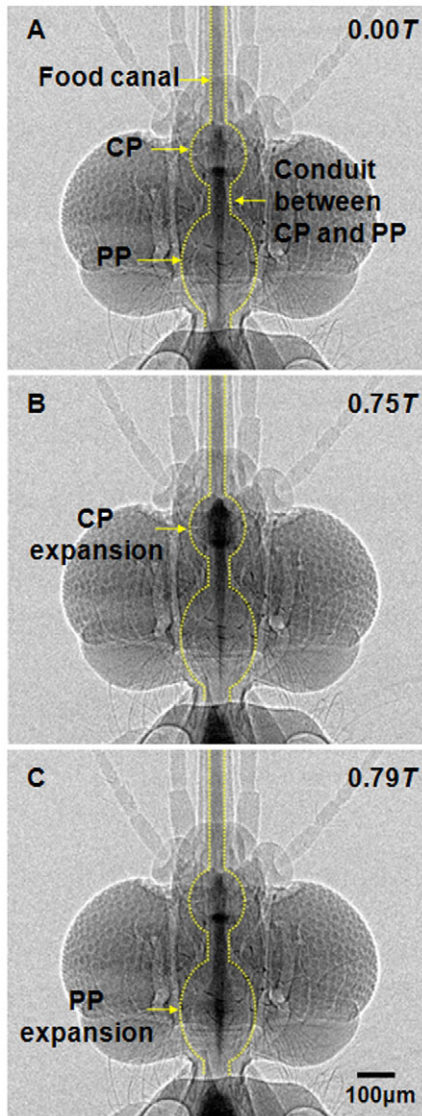 A
0.00T
Food canal
CP
Conduit
between
CP and PP
PP
B
0.75T
CP
expansion
C
0.79T
PP
expansion
100μm